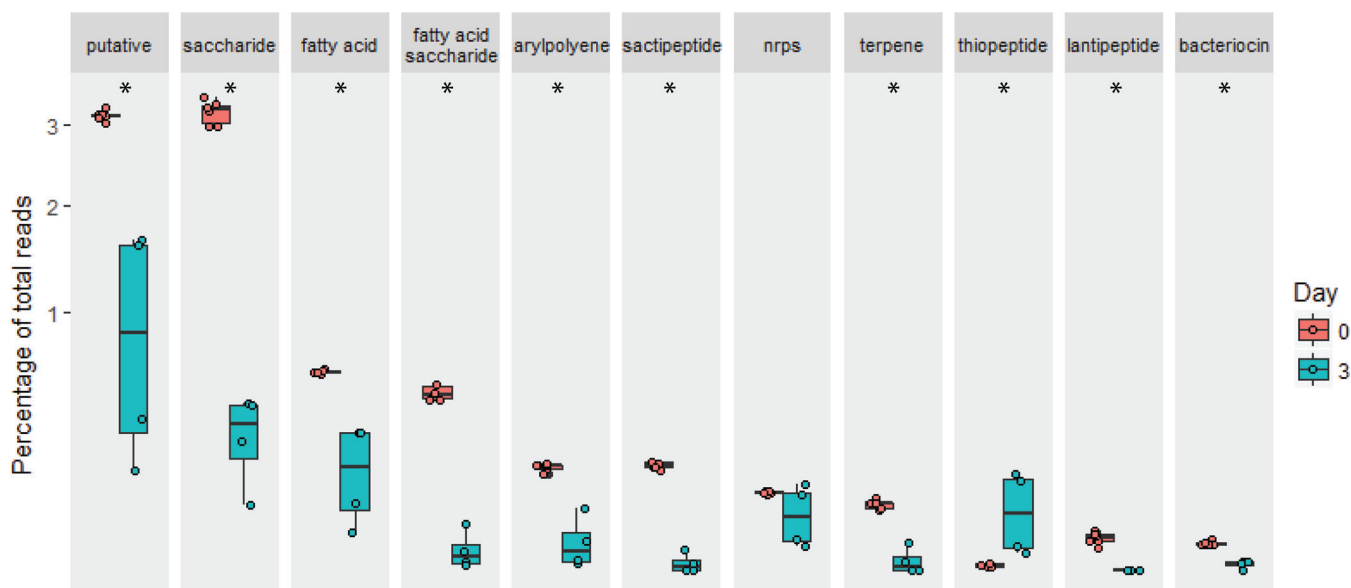 putative
saccharide
fatty acid
fatty acid
saccharide
arylpolyene
sactipeptide
nrps
terpene
thiopeptide
lantipeptide
bacteriocin
* * * * * * * * * *
Percentage of total reads
3
2
1
Day
0
3